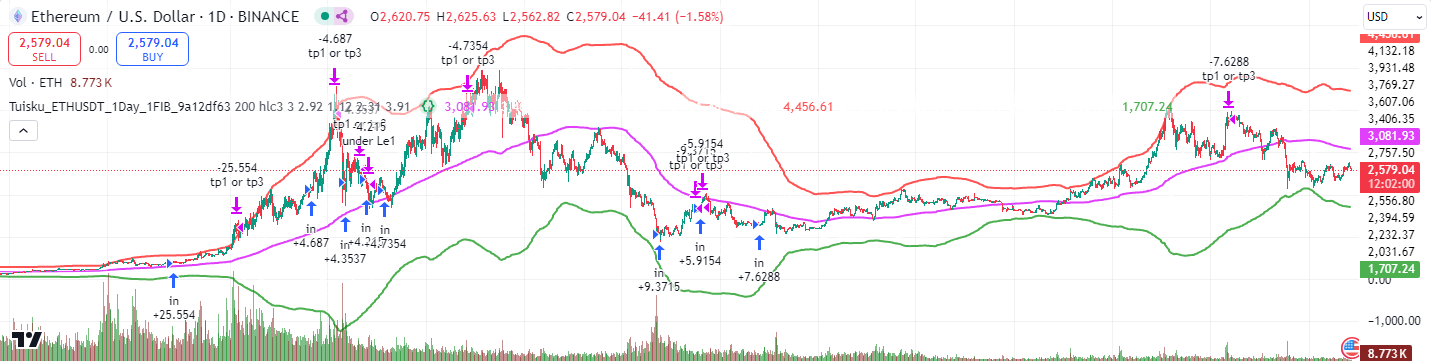 Ethereum / U.S. Dollar · 1D · BINANCE O2,620.75 H2,625.63 L2,562.82 C2,579.04 −41.41 (−1.58%)
USD
2,579.04
SELL
0.00
2,579.04
BUY
Vol · ETH 8.773 K
Tuisku_ETHUSDT_1Day_1FIB_9a12df63 200 hlc3 3 2.92 1.12 2.31 3.91 3,081.93 4,456.61 1,707.24
-4.687
tp1 or tp3
-4.7354
tp1 or tp3
-7.6288
tp1 or tp3
-4.215
under Le1
-5.9154
tp1 or tp3
tp1 or tp3
-25.554
tp1 or tp3
in
+4.687
in
+4.3537
in
in
+4.7354
in
+5.9154
in
+9.3715
in
+7.6288
in
+25.554
4,132.18
3,931.48
3,769.27
3,607.06
3,406.35
3,081.93
2,757.50
2,579.04
12:02:00
2,556.80
2,394.59
2,232.37
2,031.67
1,707.24
0.00
−1,000.00
8.773 K